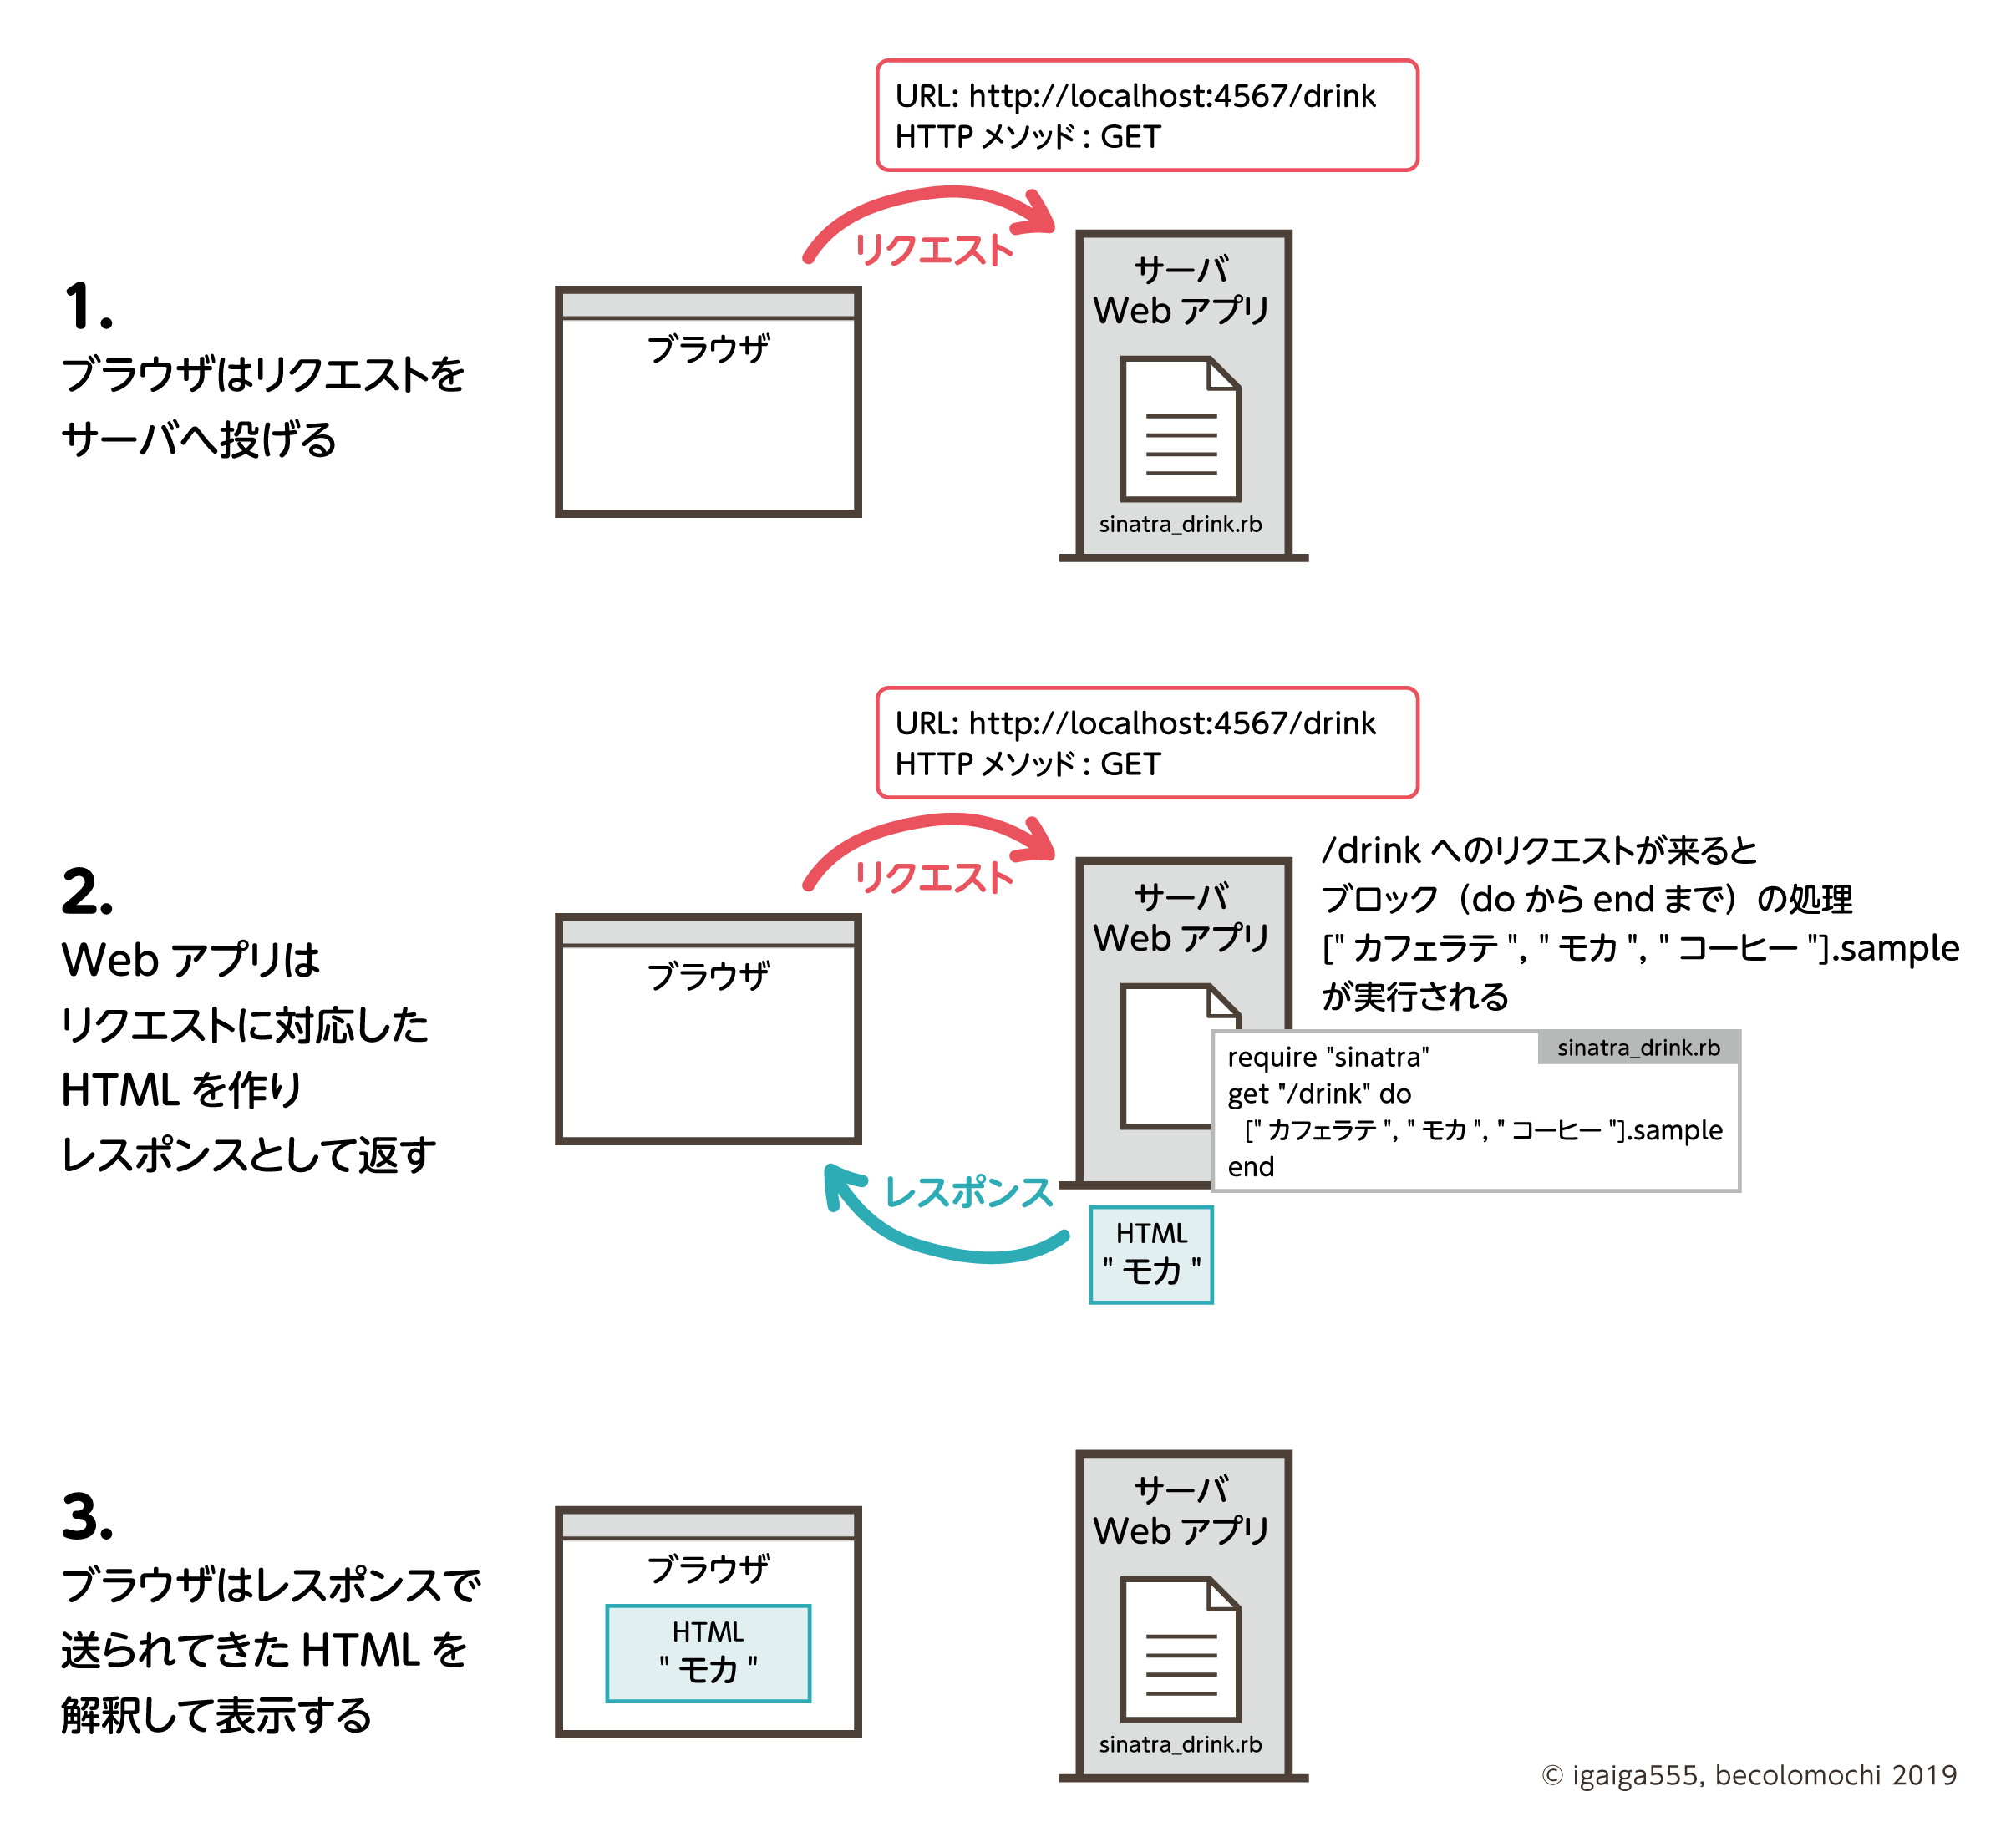 URL: http://localhost:4567/drink
HTTP メソッド : GET
リクエスト
1.
ブラウザはリクエストを
サーバへ投げる
ブラウザ
サーバ
Web アプリ
sinatra_drink.rb
URL: http://localhost:4567/drink
HTTP メソッド : GET
リクエスト
2.
Web アプリは
リクエストに対応した
HTML を作り
レスポンスとして返す
ブラウザ
サーバ
Web アプリ
/drink へのリクエストが来ると
ブロック（do から end まで）の処理
[" カフェラテ ", " モカ ", " コーヒー "].sample
が実行される
sinatra_drink.rb
require "sinatra"
get "/drink" do
[" カフェラテ ", " モカ ", " コーヒー "].sample
end
レスポンス
HTML
" モカ "
3.
ブラウザはレスポンスで
送られてきた HTML を
解釈して表示する
ブラウザ
HTML
" モカ "
サーバ
Web アプリ
sinatra_drink.rb
© igaiga555, becolomochi 2019